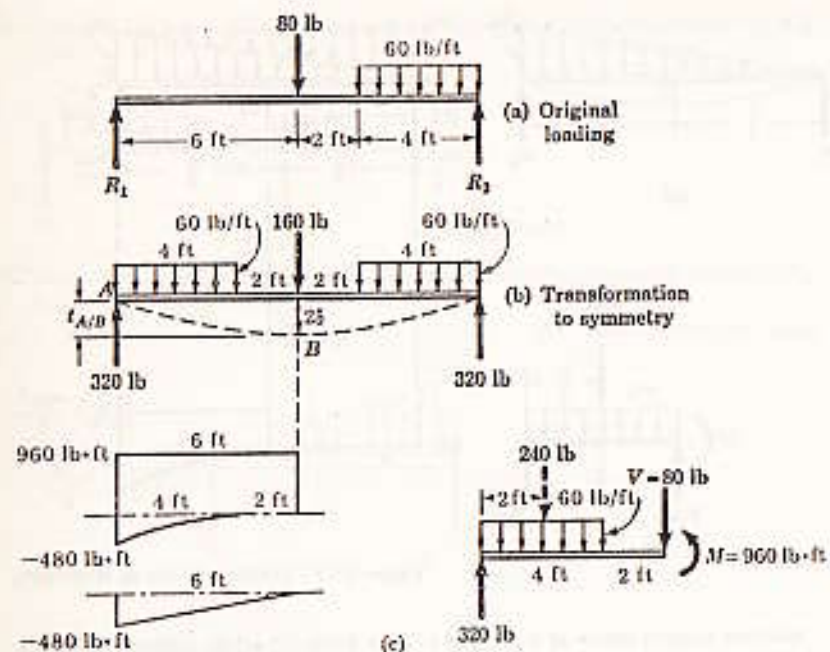 80 lb
60 lb/ft
(a) Original
loading
6 ft
2 ft
4 ft
R₁
R₂
60 lb/ft
160 lb
60 lb/ft
4 ft
4 ft
A
2 ft
2 ft
(b) Transformation
to symmetry
t_{A/B}
B
320 lb
320 lb
960 lb·ft
6 ft
4 ft
2 ft
−480 lb·ft
6 ft
−480 lb·ft
240 lb
V=80 lb
2 ft
60 lb/ft
4 ft
2 ft
M=960 lb·ft
320 lb
(c)